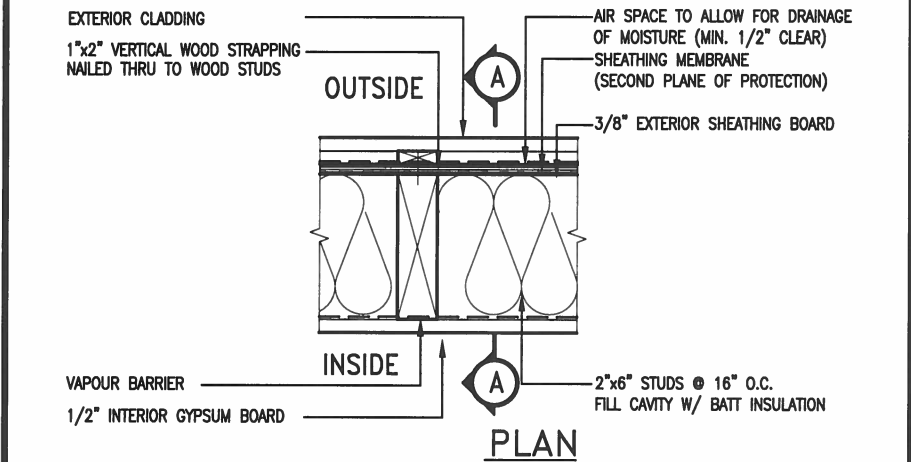 EXTERIOR CLADDING
1"x2" VERTICAL WOOD STRAPPING
NAILED THRU TO WOOD STUDS
OUTSIDE
A
AIR SPACE TO ALLOW FOR DRAINAGE
OF MOISTURE (MIN. 1/2" CLEAR)
SHEATHING MEMBRANE
(SECOND PLANE OF PROTECTION)
3/8" EXTERIOR SHEATHING BOARD
INSIDE
VAPOUR BARRIER
1/2" INTERIOR GYPSUM BOARD
A
2"x6" STUDS @ 16" O.C.
FILL CAVITY W/ BATT INSULATION
PLAN